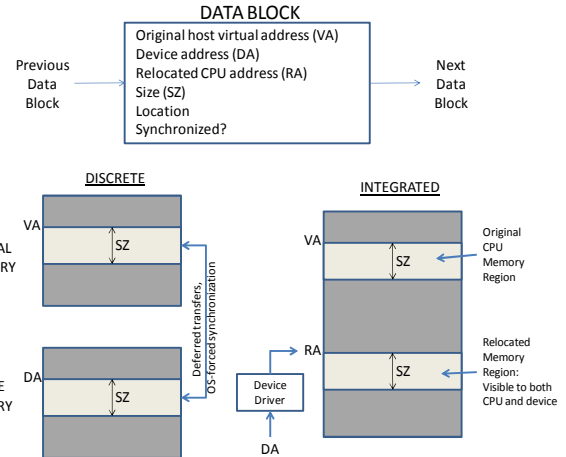 DATA BLOCK
Original host virtual address (VA)
Device address (DA)
Relocated CPU address (RA)
Size (SZ)
Location
Synchronized?
Previous
Data
Block
Next
Data
Block
DISCRETE
VA
SZ
DA
SZ
Deferred transfers,
OS-forced synchronization
INTEGRATED
VA
SZ
Original
CPU
Memory
Region
RA
SZ
Relocated
Memory
Region:
Visible to both
CPU and device
Device
Driver
DA